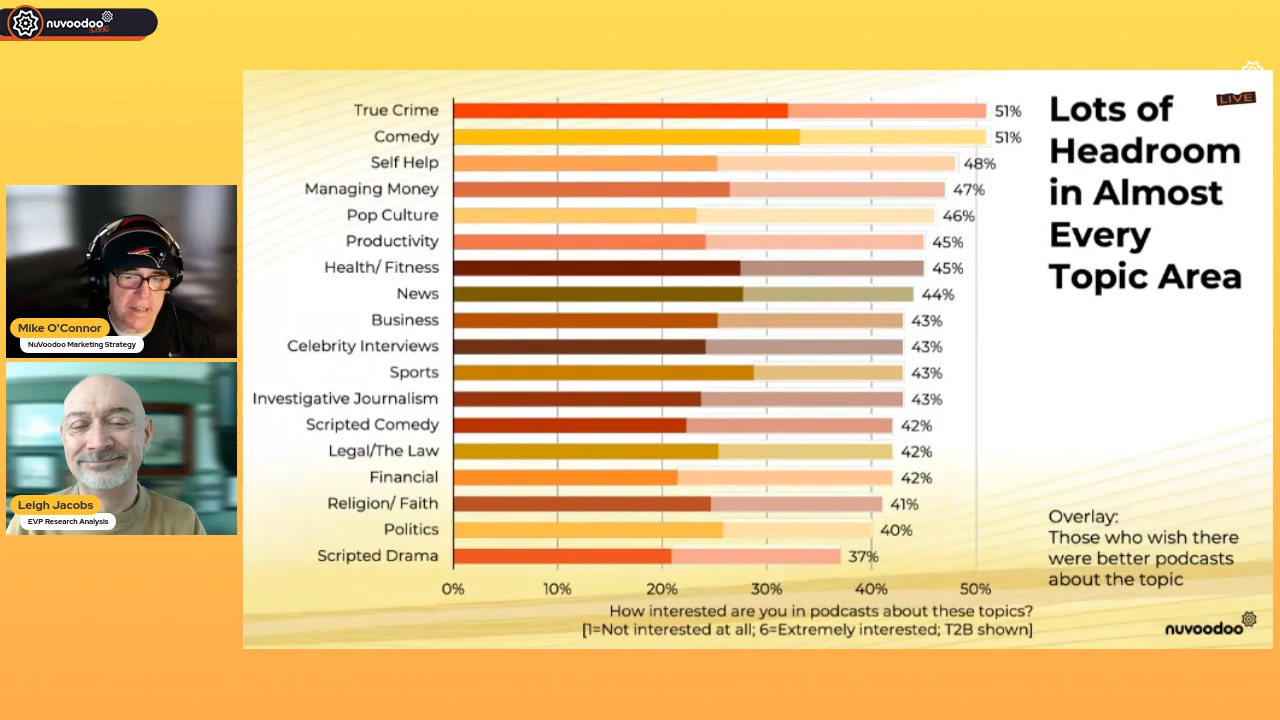 nuvoodoo
LIVE
Mike O'Connor
NuVoodoo Marketing Strategy
Leigh Jacobs
EVP Research Analysis
True Crime 51%
Comedy 51%
Self Help 48%
Managing Money 47%
Pop Culture 46%
Productivity 45%
Health/ Fitness 45%
News 44%
Business 43%
Celebrity Interviews 43%
Sports 43%
Investigative Journalism 43%
Scripted Comedy 42%
Legal/The Law 42%
Financial 42%
Religion/ Faith 41%
Politics 40%
Scripted Drama 37%
0% 10% 20% 30% 40% 50%
How interested are you in podcasts about these topics?
[1=Not interested at all; 6=Extremely interested; T2B shown]
LIVE
Lots of
Headroom
in Almost
Every
Topic Area
Overlay:
Those who wish there
were better podcasts
about the topic
nuvoodoo